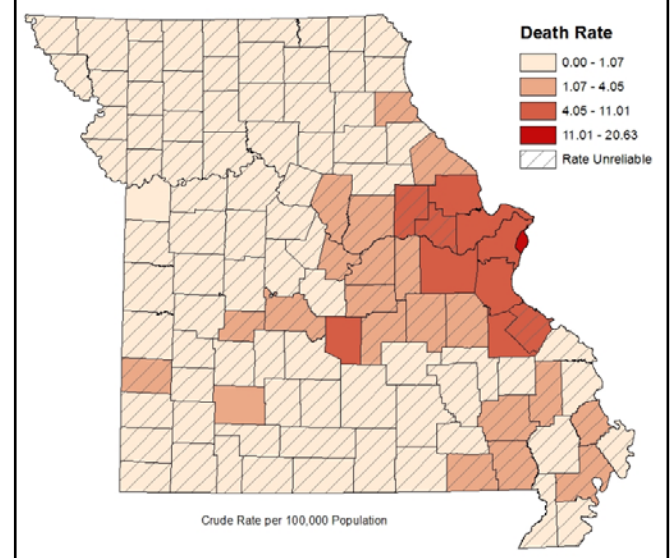 Death Rate
0.00 - 1.07
1.07 - 4.05
4.05 - 11.01
11.01 - 20.63
Rate Unreliable
Crude Rate per 100,000 Population